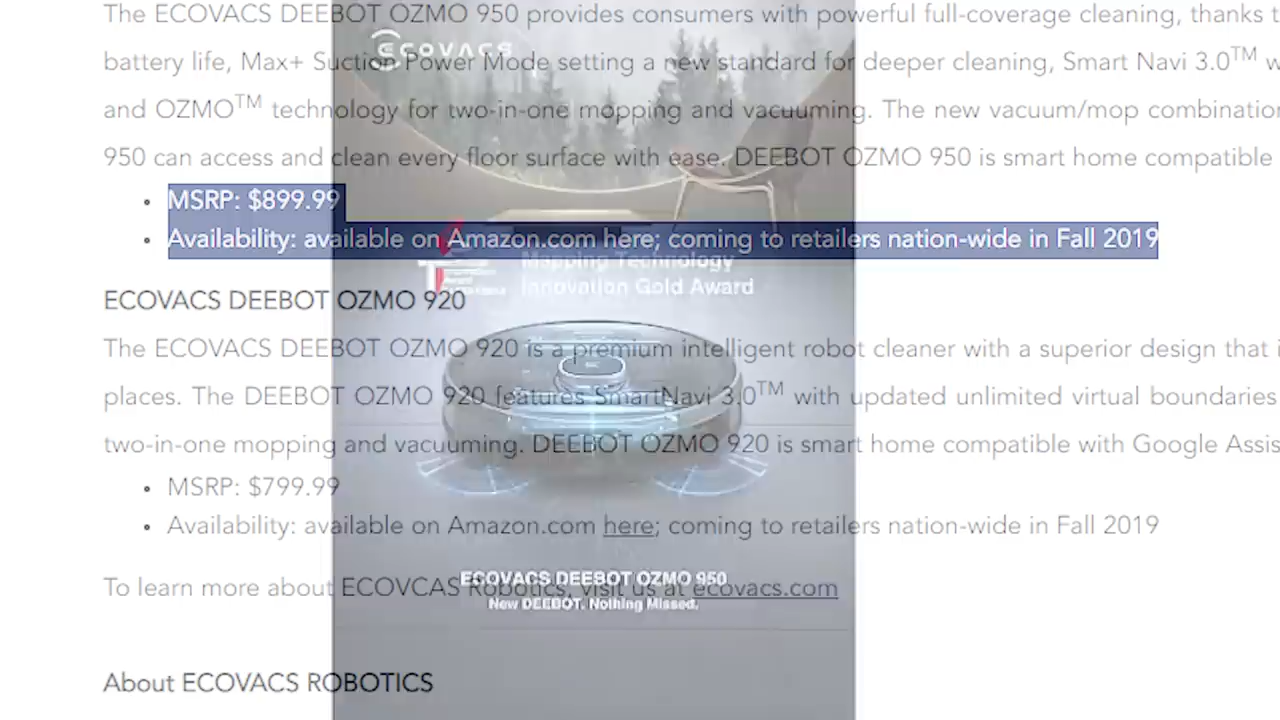 The ECOVACS DEEBOT OZMO 950 provides consumers with powerful full-coverage cleaning, thanks t
ECOVACS
battery life, Max+ Suction Power Mode setting a new standard for deeper cleaning, Smart Navi 3.0TM w
and OZMOTM technology for two-in-one mopping and vacuuming. The new vacuum/mop combination
950 can access and clean every floor surface with ease. DEEBOT OZMO 950 is smart home compatible
• MSRP: $899.99
• Availability: available on Amazon.com here; coming to retailers nation-wide in Fall 2019
Mapping Technology
Innovation Gold Award
ECOVACS DEEBOT OZMO 920
The ECOVACS DEEBOT OZMO 920 is a premium intelligent robot cleaner with a superior design that i
places. The DEEBOT OZMO 920 features SmartNavi 3.0TM with updated unlimited virtual boundaries
two-in-one mopping and vacuuming. DEEBOT OZMO 920 is smart home compatible with Google Assis
• MSRP: $799.99
• Availability: available on Amazon.com here; coming to retailers nation-wide in Fall 2019
ECOVACS DEEBOT OZMO 950
To learn more about ECOVCAS Robotics, visit us at ecovacs.com
New DEEBOT. Nothing Missed.
About ECOVACS ROBOTICS